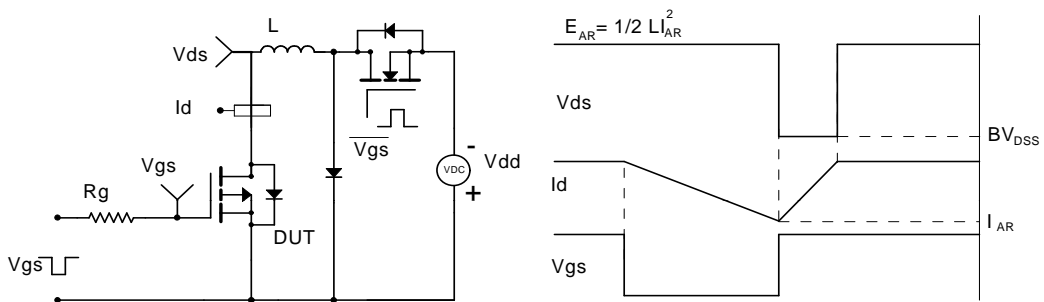 L
Vds
Id
Vgs
Rg
DUT
Vgs
Vgs
VDC
-
+
Vdd
E_AR = 1/2 LI_AR^2
Vds
BV_DSS
Id
I_AR
Vgs